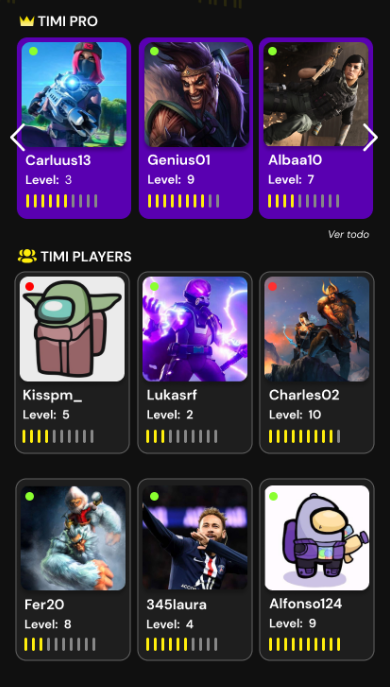 TIMI PRO
Carluus13 Genius01 Albaa10
Level: 3 Level: 9 Level: 7
Ver todo
TIMI PLAYERS
Kisspm_ Lukasrf Charles02
Level: 5 Level: 2 Level: 10
Fer20 345laura Alfonso124
Level: 8 Level: 4 Level: 9